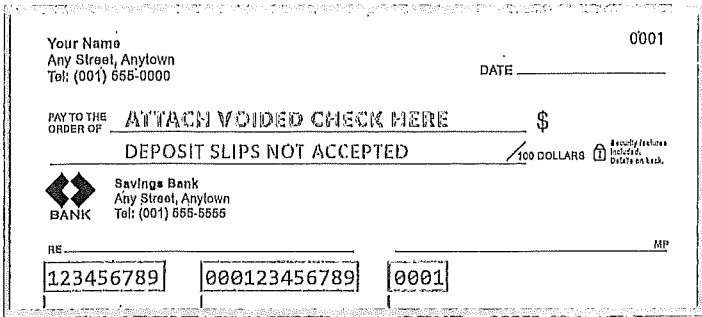 Your Name
0001
Any Street, Anytown
Tel: (001) 555-0000
DATE
PAY TO THE ORDER OF
ATTACH VOIDED CHECK HERE
$
DEPOSIT SLIPS NOT ACCEPTED
/100 DOLLARS
Security features
Included.
Details on back.
BANK
Savings Bank
Any Street, Anytown
Tel: (001) 555-5555
RE
MP
123456789
000123456789
0001